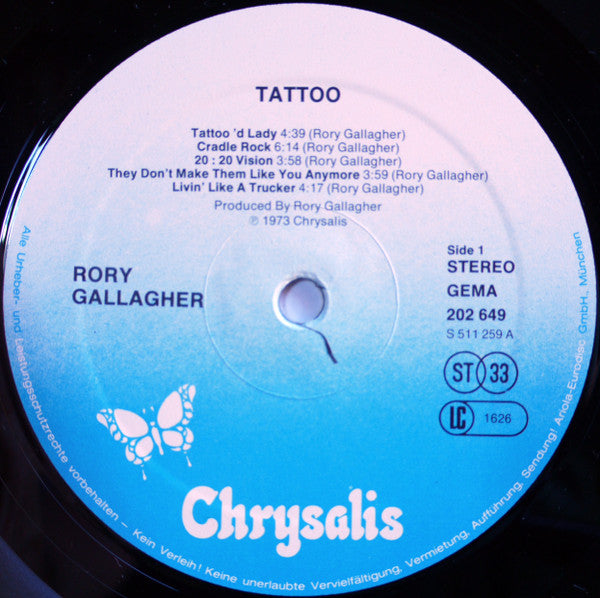 TATTOO
Tattoo 'd Lady 4:39 (Rory Gallagher)
Cradle Rock 6:14 (Rory Gallagher)
20 : 20 Vision 3:58 (Rory Gallagher)
They Don't Make Them Like You Anymore 3:59 (Rory Gallagher)
Livin' Like A Trucker 4:17 (Rory Gallagher)
Produced By Rory Gallagher
℗ 1973 Chrysalis
RORY
GALLAGHER
Side 1
STEREO
GEMA
202 649
S 511 259 A
ST 33
LC 1626
Chrysalis
Alle Urheber- und Leistungsschutzrechte vorbehalten – Kein Verleih! Keine unerlaubte Vervielfältigung, Vermietung, Aufführung, Sendung! Ariola-Eurodisc GmbH., München